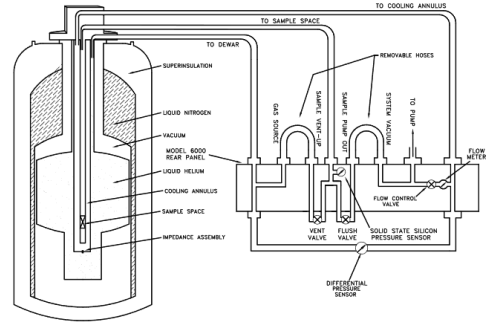 TO COOLING ANNULUS
TO SAMPLE SPACE
TO DEWAR
SUPERINSULATION
REMOVABLE HOSES
LIQUID NITROGEN
VACUUM
MODEL 6000
REAR PANEL
LIQUID HELIUM
COOLING ANNULUS
SAMPLE SPACE
IMPEDANCE ASSEMBLY
GAS SOURCE
SAMPLE VENT-UP
SAMPLE PUMP OUT
SYSTEM VACUUM
TO PUMP
FLOW
METER
FLOW CONTROL
VALVE
VENT
VALVE
FLUSH
VALVE
SOLID STATE SILICON
PRESSURE SENSOR
DIFFERENTIAL
PRESSURE
SENSOR